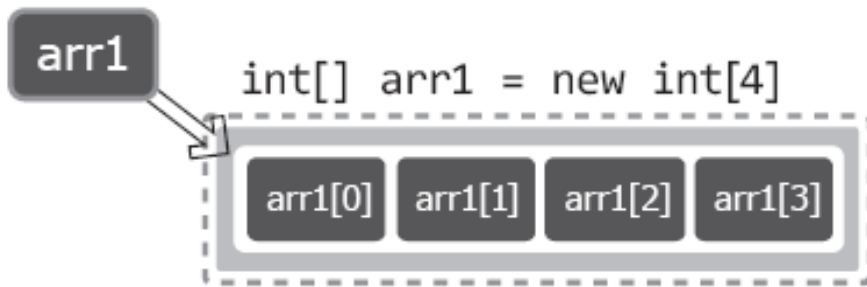 arr1
int[] arr1 = new int[4]
arr1[0] arr1[1] arr1[2] arr1[3]